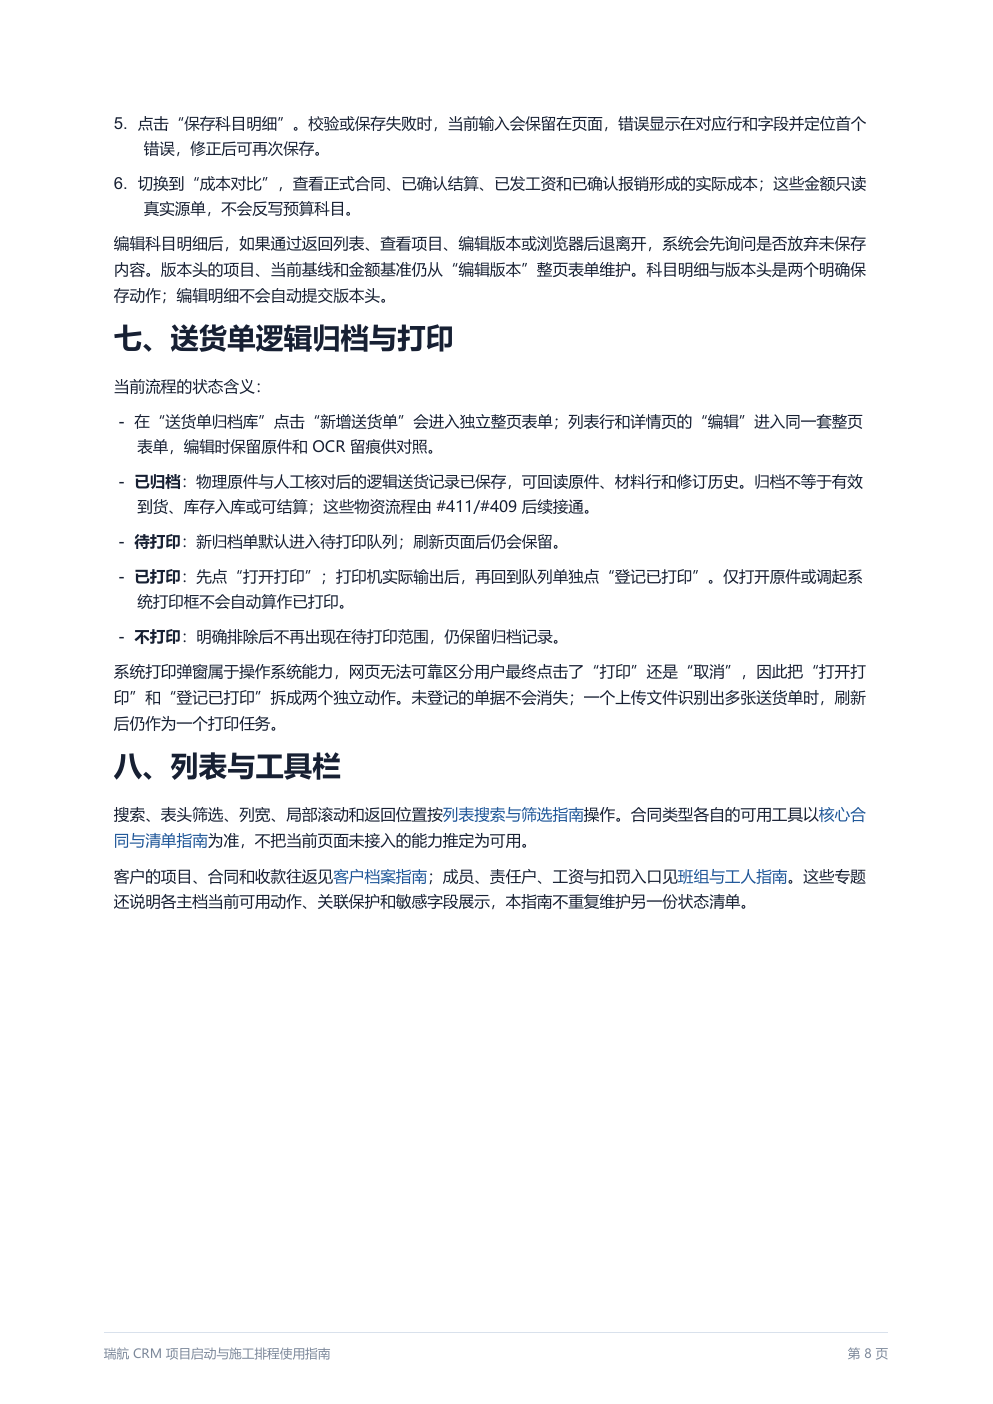 5. 点击“保存科目明细”。校验或保存失败时，当前输入会保留在页面，错误显示在对应行和字段并定位首个
错误，修正后可再次保存。
6. 切换到“成本对比”，查看正式合同、已确认结算、已发工资和已确认报销形成的实际成本；这些金额只读
真实源单，不会反写预算科目。
编辑科目明细后，如果通过返回列表、查看项目、编辑版本或浏览器后退离开，系统会先询问是否放弃未保存
内容。版本头的项目、当前基线和金额基准仍从“编辑版本”整页表单维护。科目明细与版本头是两个明确保
存动作；编辑明细不会自动提交版本头。
七、送货单逻辑归档与打印
当前流程的状态含义：
- 在“送货单归档库”点击“新增送货单”会进入独立整页表单；列表行和详情页的“编辑”进入同一套整页
表单，编辑时保留原件和 OCR 留痕供对照。
- 已归档：物理原件与人工核对后的逻辑送货记录已保存，可回读原件、材料行和修订历史。归档不等于有效
到货、库存入库或可结算；这些物资流程由 #411/#409 后续接通。
- 待打印：新归档单默认进入待打印队列；刷新页面后仍会保留。
- 已打印：先点“打开打印”；打印机实际输出后，再回到队列单独点“登记已打印”。仅打开原件或调起系
统打印框不会自动算作已打印。
- 不打印：明确排除后不再出现在待打印范围，仍保留归档记录。
系统打印弹窗属于操作系统能力，网页无法可靠区分用户最终点击了“打印”还是“取消”，因此把“打开打
印”和“登记已打印”拆成两个独立动作。未登记的单据不会消失；一个上传文件识别出多张送货单时，刷新
后仍作为一个打印任务。
八、列表与工具栏
搜索、表头筛选、列宽、局部滚动和返回位置按列表搜索与筛选指南操作。合同类型各自的可用工具以核心合
同与清单指南为准，不把当前页面未接入的能力推定为可用。
客户的项目、合同和收款往返见客户档案指南；成员、责任户、工资与扣罚入口见班组与工人指南。这些专题
还说明各主档当前可用动作、关联保护和敏感字段展示，本指南不重复维护另一份状态清单。
瑞航 CRM 项目启动与施工排程使用指南
第 8 页